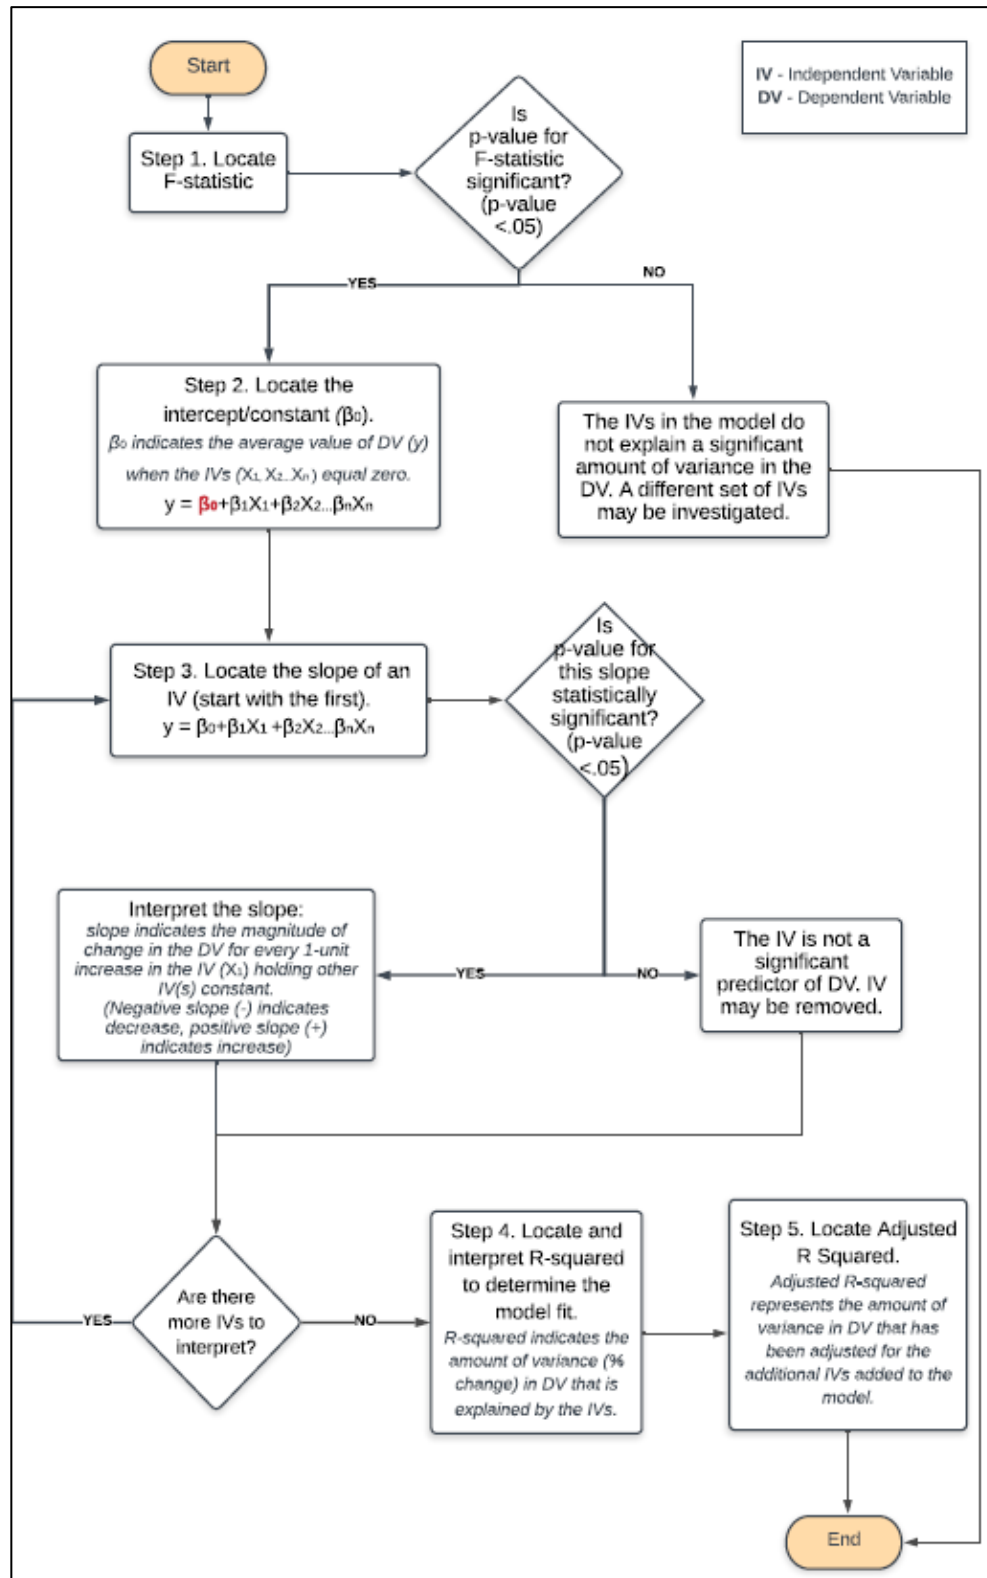 Start
IV - Independent Variable
DV - Dependent Variable
Step 1. Locate
F-statistic
Is
p-value for
F-statistic
significant?
(p-value
<.05)
YES
NO
Step 2. Locate the
intercept/constant (β₀).
β₀ indicates the average value of DV (y)
when the IVs (X₁, X₂...Xₙ) equal zero.
y = β₀+β₁X₁+β₂X₂...βₙXₙ
The IVs in the model do
not explain a significant
amount of variance in the
DV. A different set of IVs
may be investigated.
Step 3. Locate the slope of an
IV (start with the first).
y = β₀+β₁X₁ +β₂X₂...βₙXₙ
Is
p-value for
this slope
statistically
significant?
(p-value
<.05)
Interpret the slope:
slope indicates the magnitude of
change in the DV for every 1-unit
increase in the IV (X₁) holding other
IV(s) constant.
(Negative slope (-) indicates
decrease, positive slope (+)
indicates increase)
YES
NO
The IV is not a
significant
predictor of DV. IV
may be removed.
Are there
more IVs to
interpret?
YES
NO
Step 4. Locate and
interpret R-squared
to determine the
model fit.
R-squared indicates the
amount of variance (%
change) in DV that is
explained by the IVs.
Step 5. Locate Adjusted
R Squared.
Adjusted R-squared
represents the amount of
variance in DV that has
been adjusted for the
additional IVs added to the
model.
End